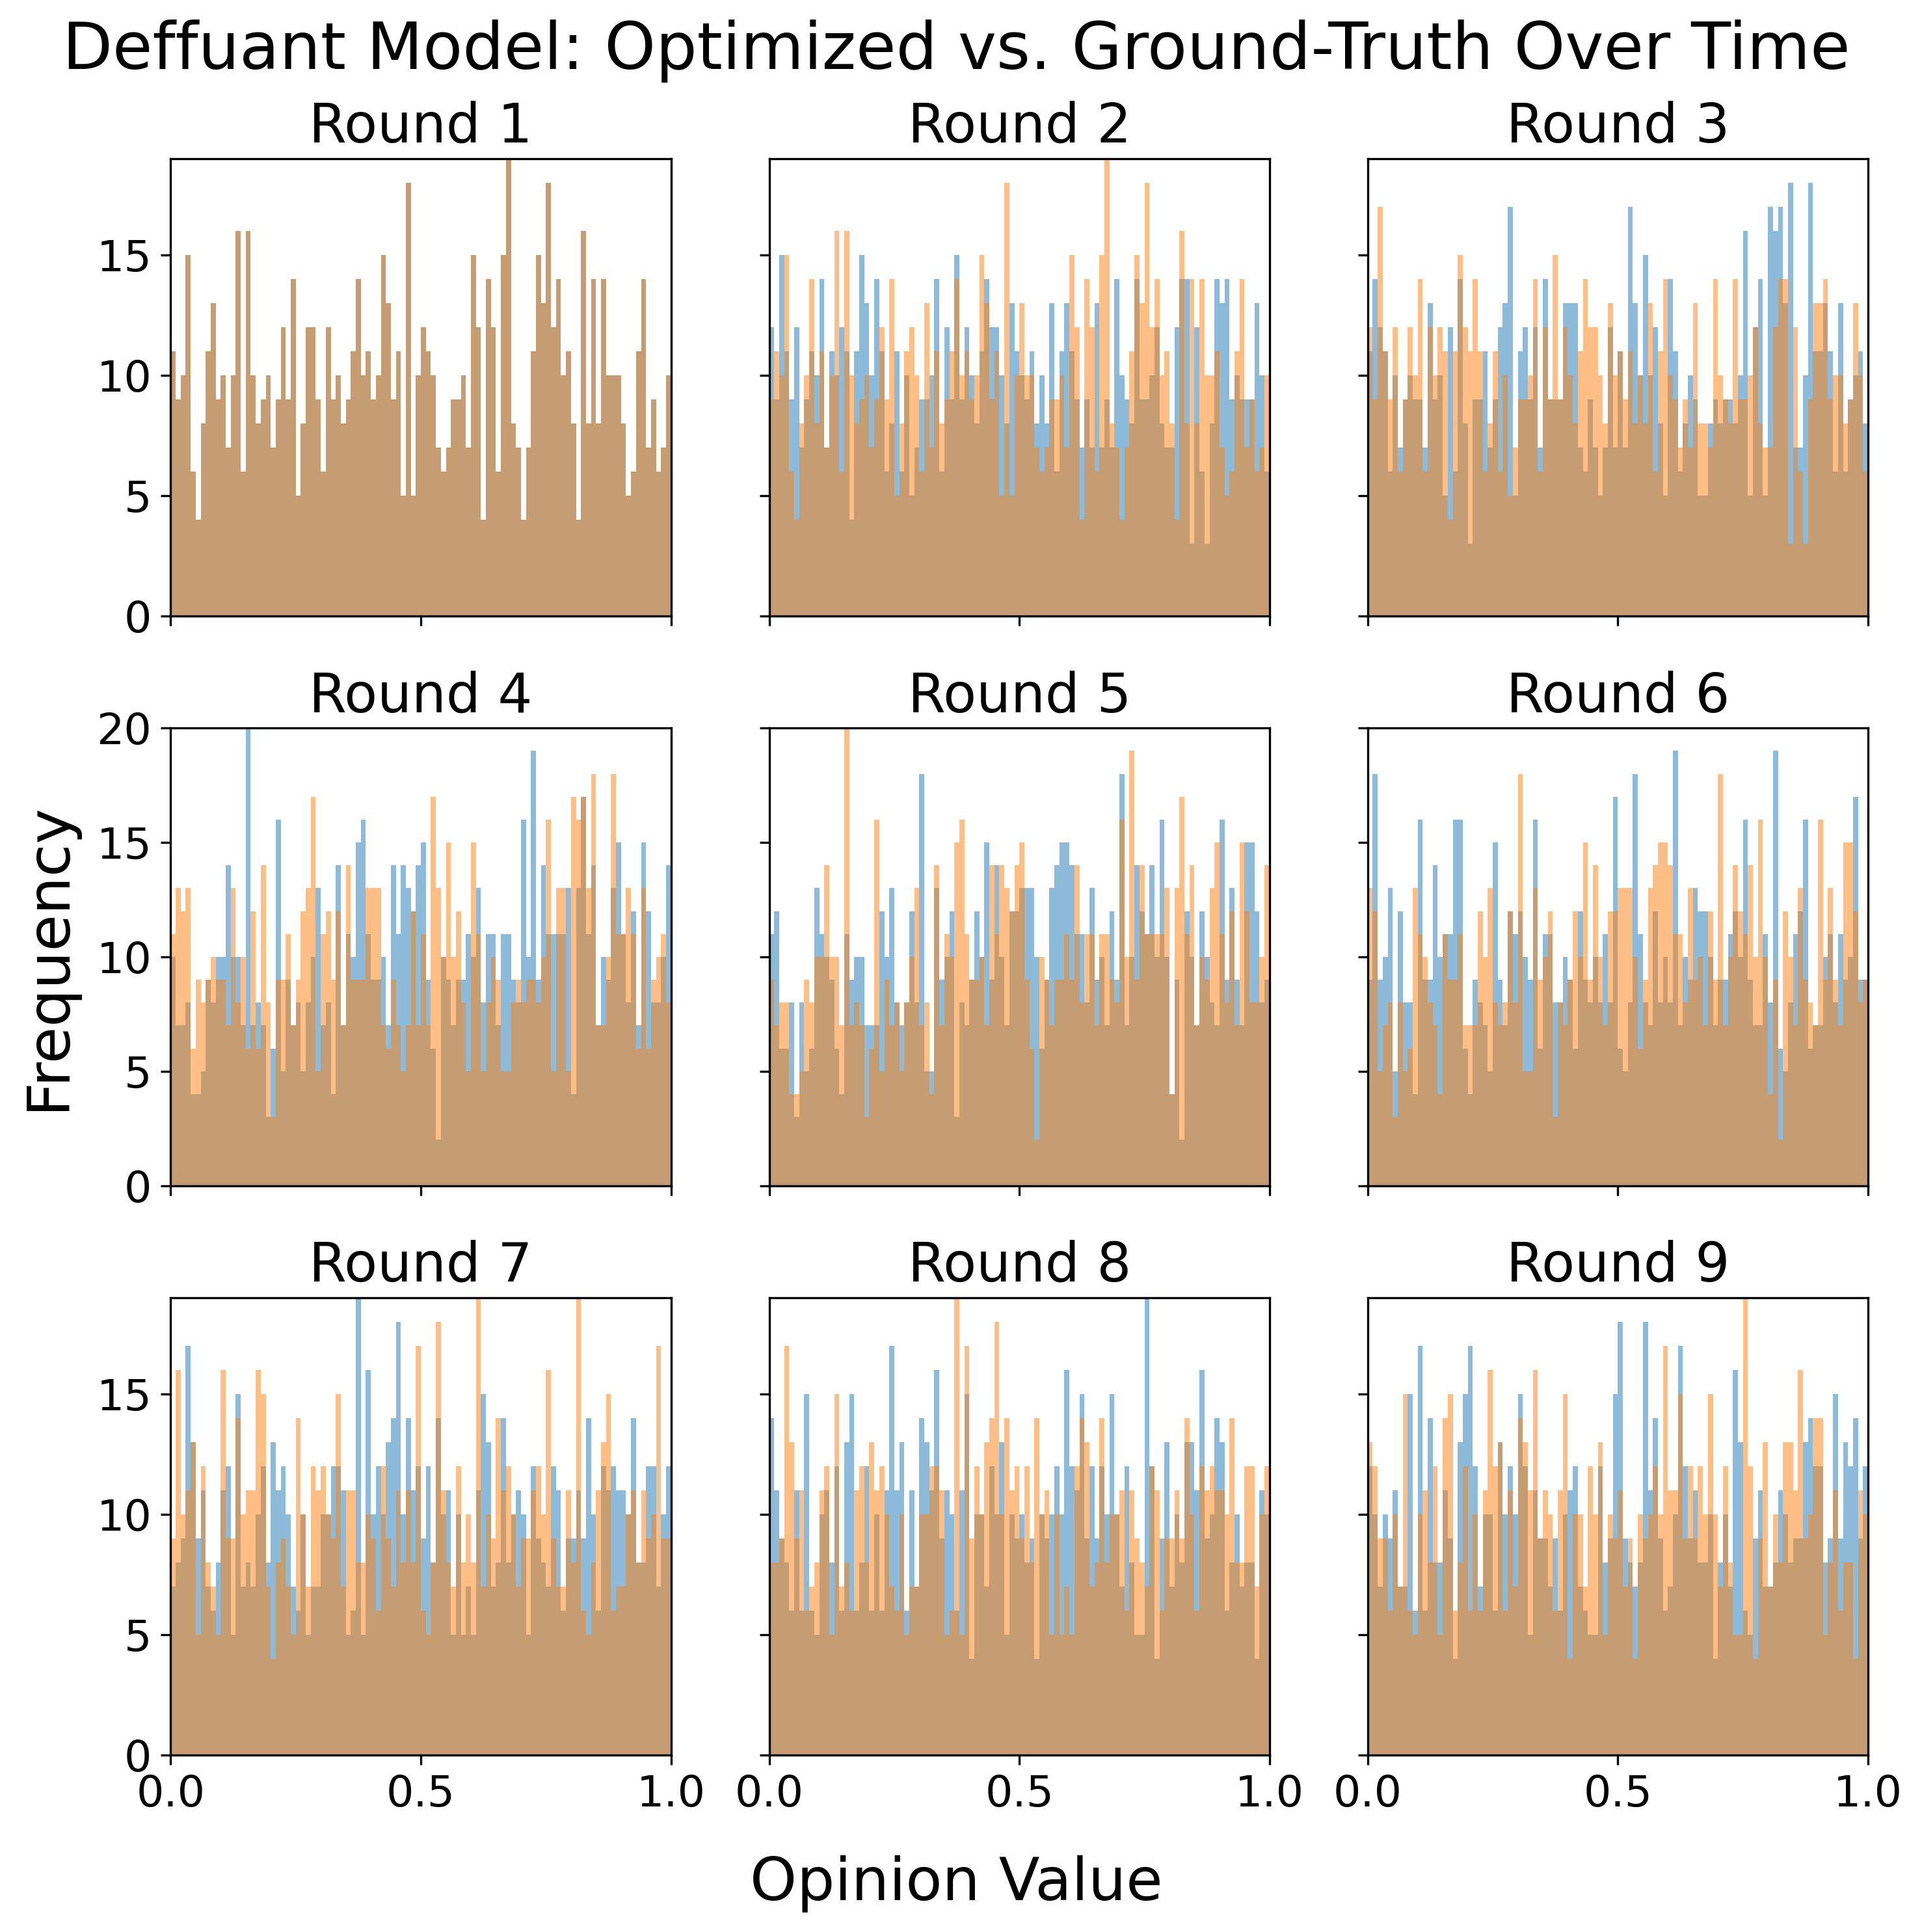 Deffuant Model: Optimized vs. Ground-Truth Over Time
Round 1
Round 2
Round 3
15
10
5
0
Round 4
Round 5
Round 6
20
15
10
5
0
Frequency
Round 7
Round 8
Round 9
15
10
5
0
0.0 0.5 1.0
0.0 0.5 1.0
0.0 0.5 1.0
Opinion Value